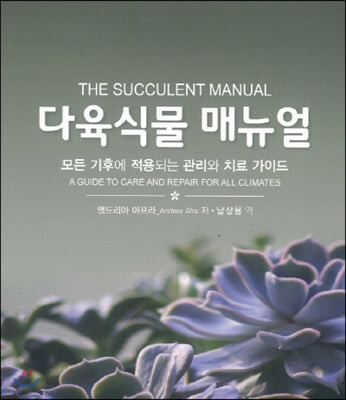 THE SUCCULENT MANUAL
다육식물 매뉴얼
모든 기후에 적용되는 관리와 치료 가이드
A GUIDE TO CARE AND REPAIR FOR ALL CLIMATES
앤드리아 아프라_Andrea Afra 저 • 남상용 역